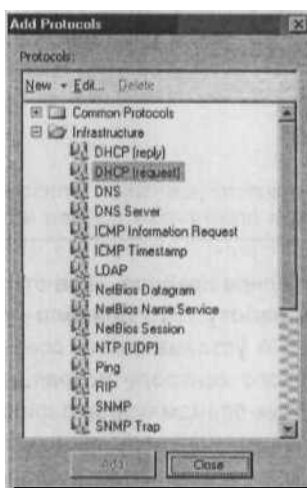 Add Protocols
Protocols:
New Edit... Delete
Common Protocols
Infrastructure
DHCP (reply)
DHCP (request)
DNS
DNS Server
ICMP Information Request
ICMP Timestamp
LDAP
NetBios Datagram
NetBios Name Service
NetBios Session
NTP (UDP)
Ping
RIP
SNMP
SNMP Trap
Add Close